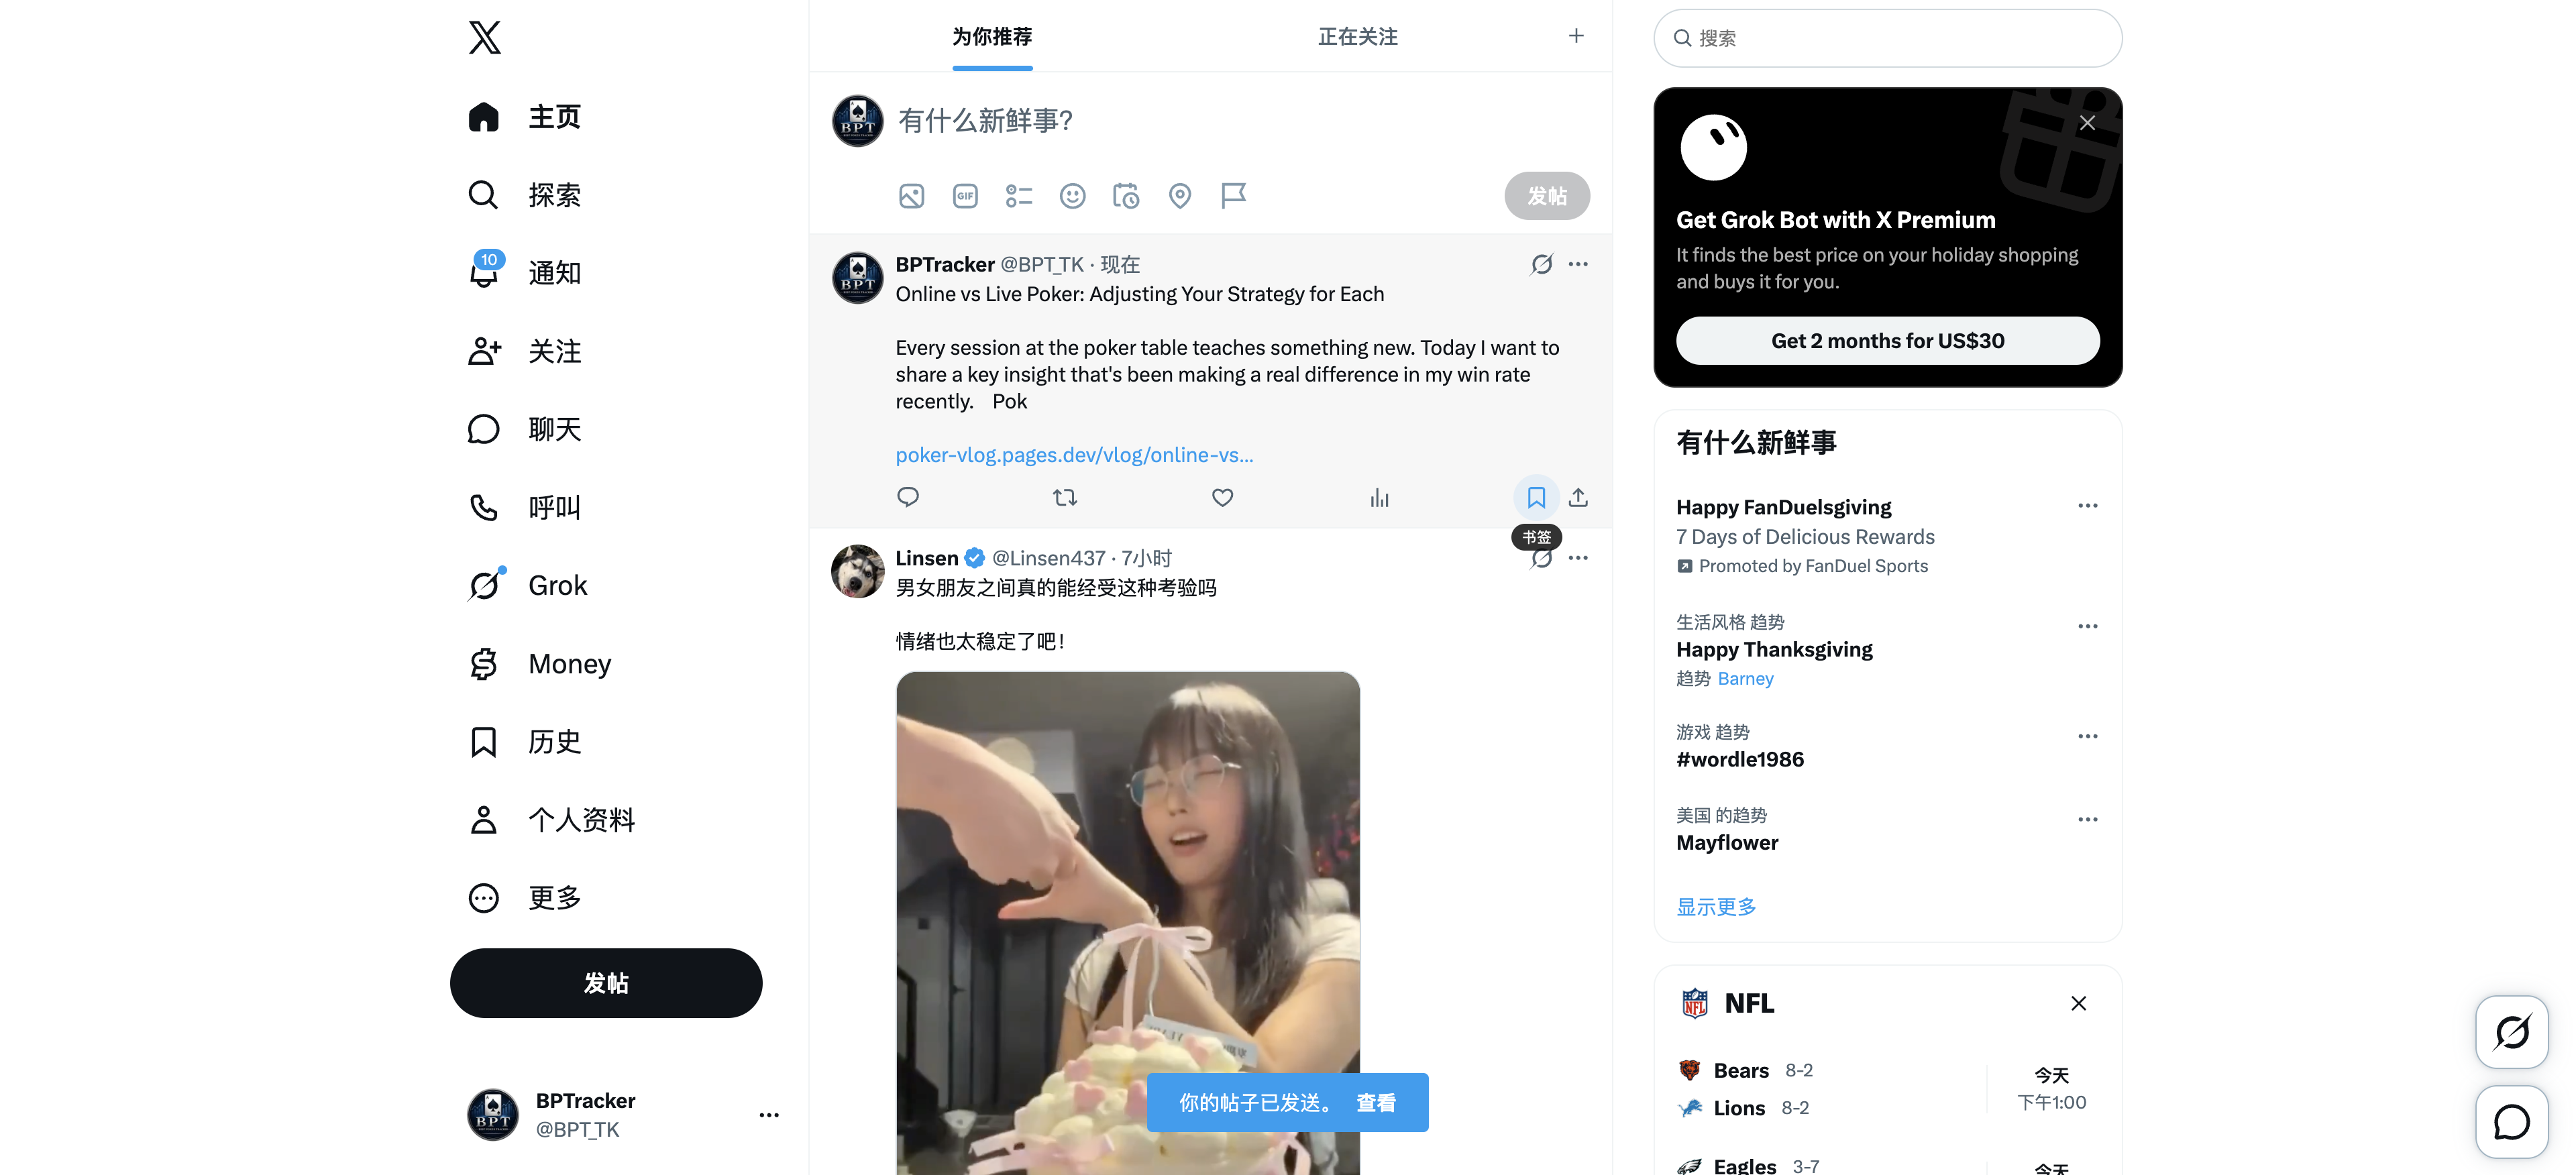 主页
探索
10
通知
关注
聊天
呼叫
Grok
Money
历史
个人资料
更多
发帖
BPTracker
@BPT_TK
为你推荐
正在关注
BPT
有什么新鲜事?
GIF
发帖
BPT
BPTracker @BPT_TK · 现在
Online vs Live Poker: Adjusting Your Strategy for Each
Every session at the poker table teaches something new. Today I want to
share a key insight that's been making a real difference in my win rate
recently. Pok
poker-vlog.pages.dev/vlog/online-vs...
书签
Linsen @Linsen437 · 7小时
男女朋友之间真的能经受这种考验吗
情绪也太稳定了吧!
你的帖子已发送。 查看
搜索
Get Grok Bot with X Premium
It finds the best price on your holiday shopping
and buys it for you.
Get 2 months for US$30
有什么新鲜事
Happy FanDuelsgiving
7 Days of Delicious Rewards
Promoted by FanDuel Sports
生活风格 趋势
Happy Thanksgiving
趋势 Barney
游戏 趋势
#wordle1986
美国 的趋势
Mayflower
显示更多
NFL
Bears 8-2
Lions 8-2
今天
下午1:00
Eagles 3-7
今天
BPT